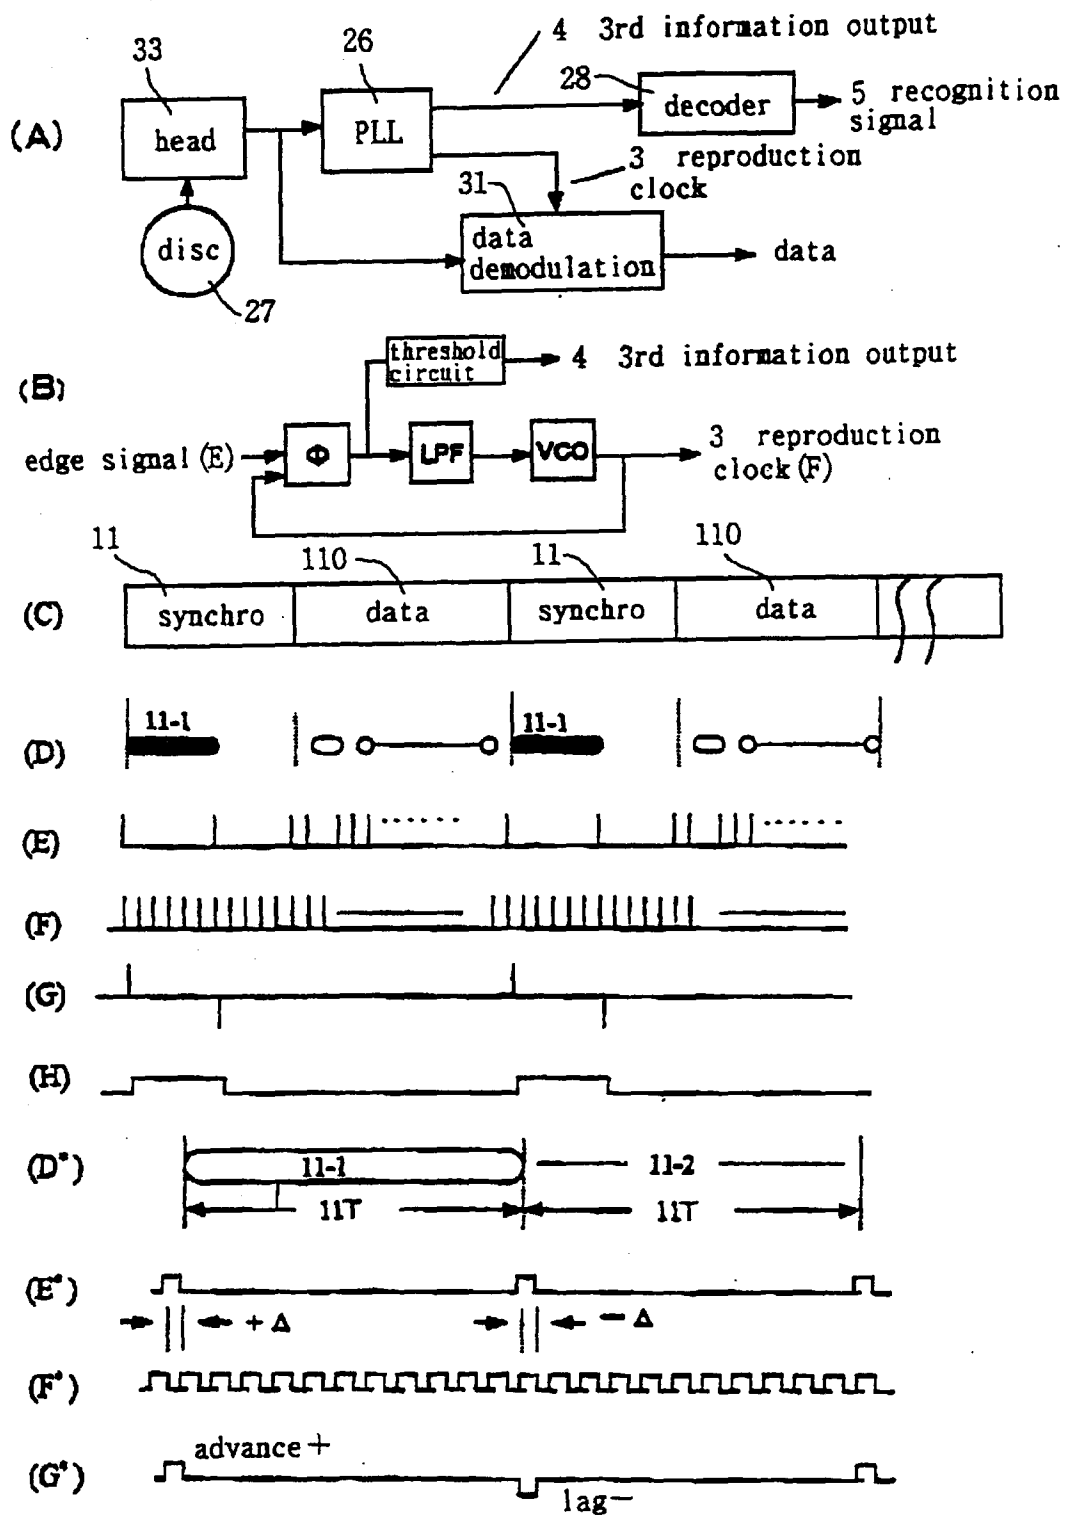 4 3rd information output
33
26
28
(A)
head
PLL
decoder
5 recognition
signal
3 reproduction
clock
31
disc
data
demodulation
data
27
(B)
threshold
circuit
4 3rd information output
edge signal(E)
Φ
LPF
VCO
3 reproduction
clock(F)
11
110
11
110
(C)
synchro
data
synchro
data
11-1
11-1
(D)
(E)
(F)
(G)
(H)
(D*)
11-1
11-2
11T
11T
(E*)
+Δ
−Δ
(F*)
advance+
(G*)
lag−